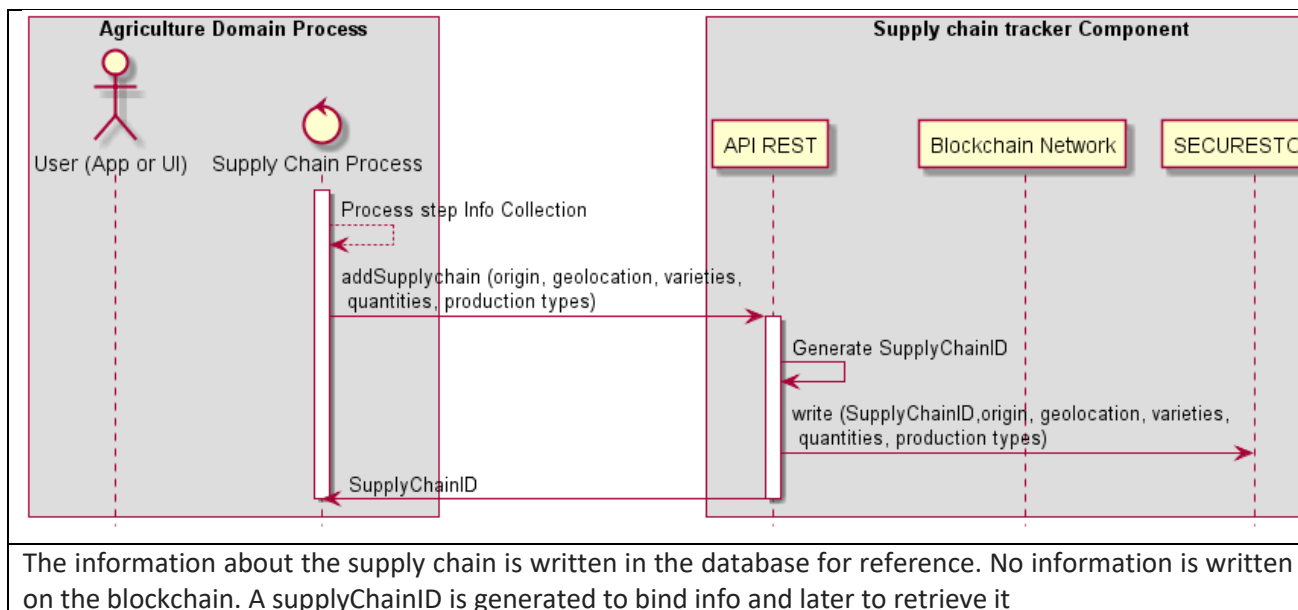 Agriculture Domain Process
Supply chain tracker Component
User (App or UI)
Supply Chain Process
API REST
Blockchain Network
SECURESTO
Process step Info Collection
addSupplychain (origin, geolocation, varieties,
quantities, production types)
Generate SupplyChainID
write (SupplyChainID,origin, geolocation, varieties,
quantities, production types)
SupplyChainID
The information about the supply chain is written in the database for reference. No information is written
on the blockchain. A supplyChainID is generated to bind info and later to retrieve it